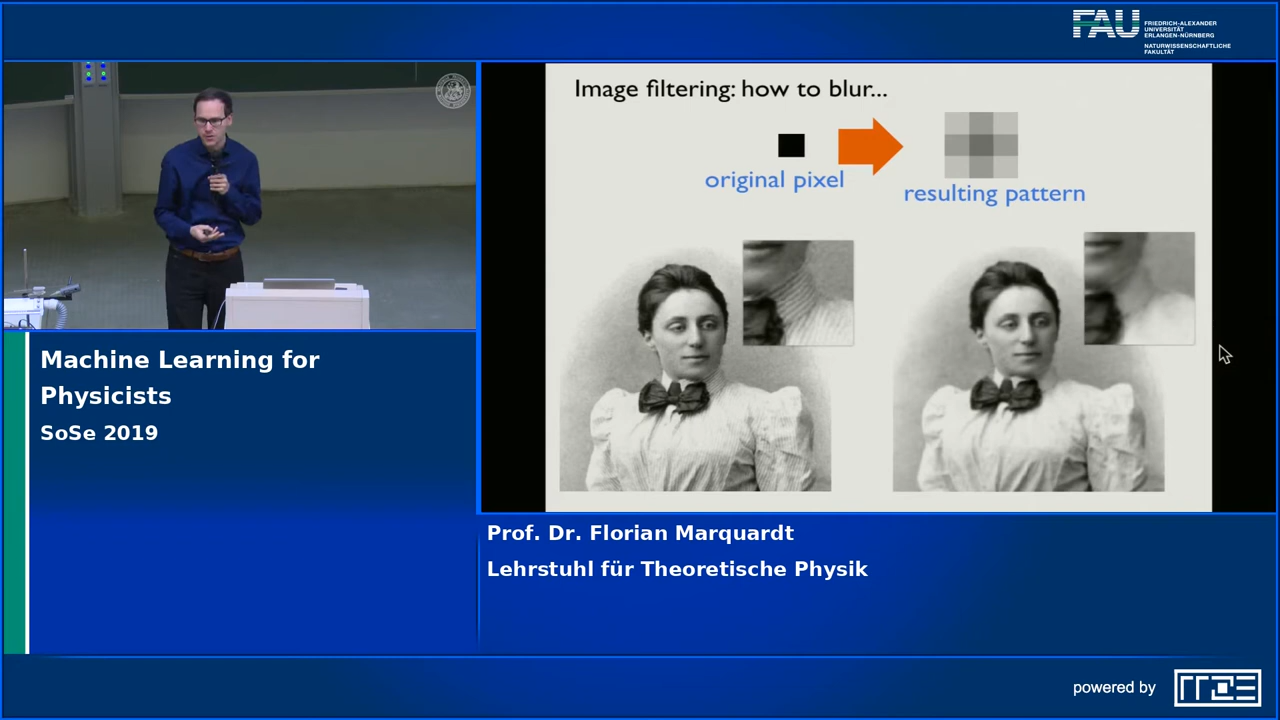 FAU
FRIEDRICH-ALEXANDER
UNIVERSITÄT
ERLANGEN-NÜRNBERG
NATURWISSENSCHAFTLICHE
FAKULTÄT
Image filtering: how to blur...
original pixel
resulting pattern
Machine Learning for
Physicists
SoSe 2019
Prof. Dr. Florian Marquardt
Lehrstuhl für Theoretische Physik
powered by
RRZE